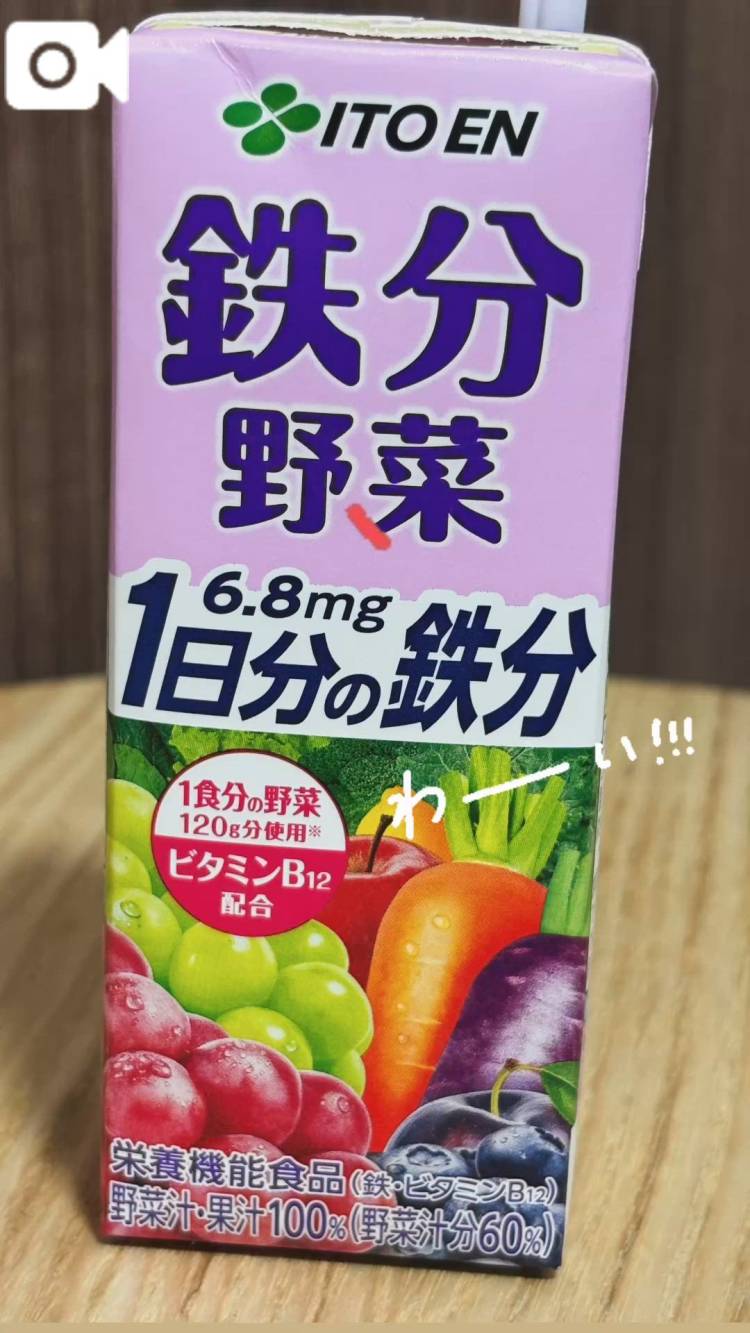 ITO EN
鉄分
野菜
6.8mg
1日分の鉄分
わーい!!!
1食分の野菜
120g分使用※
ビタミンB12
配合
栄養機能食品(鉄・ビタミンB12)
野菜汁・果汁100%(野菜汁分60%)